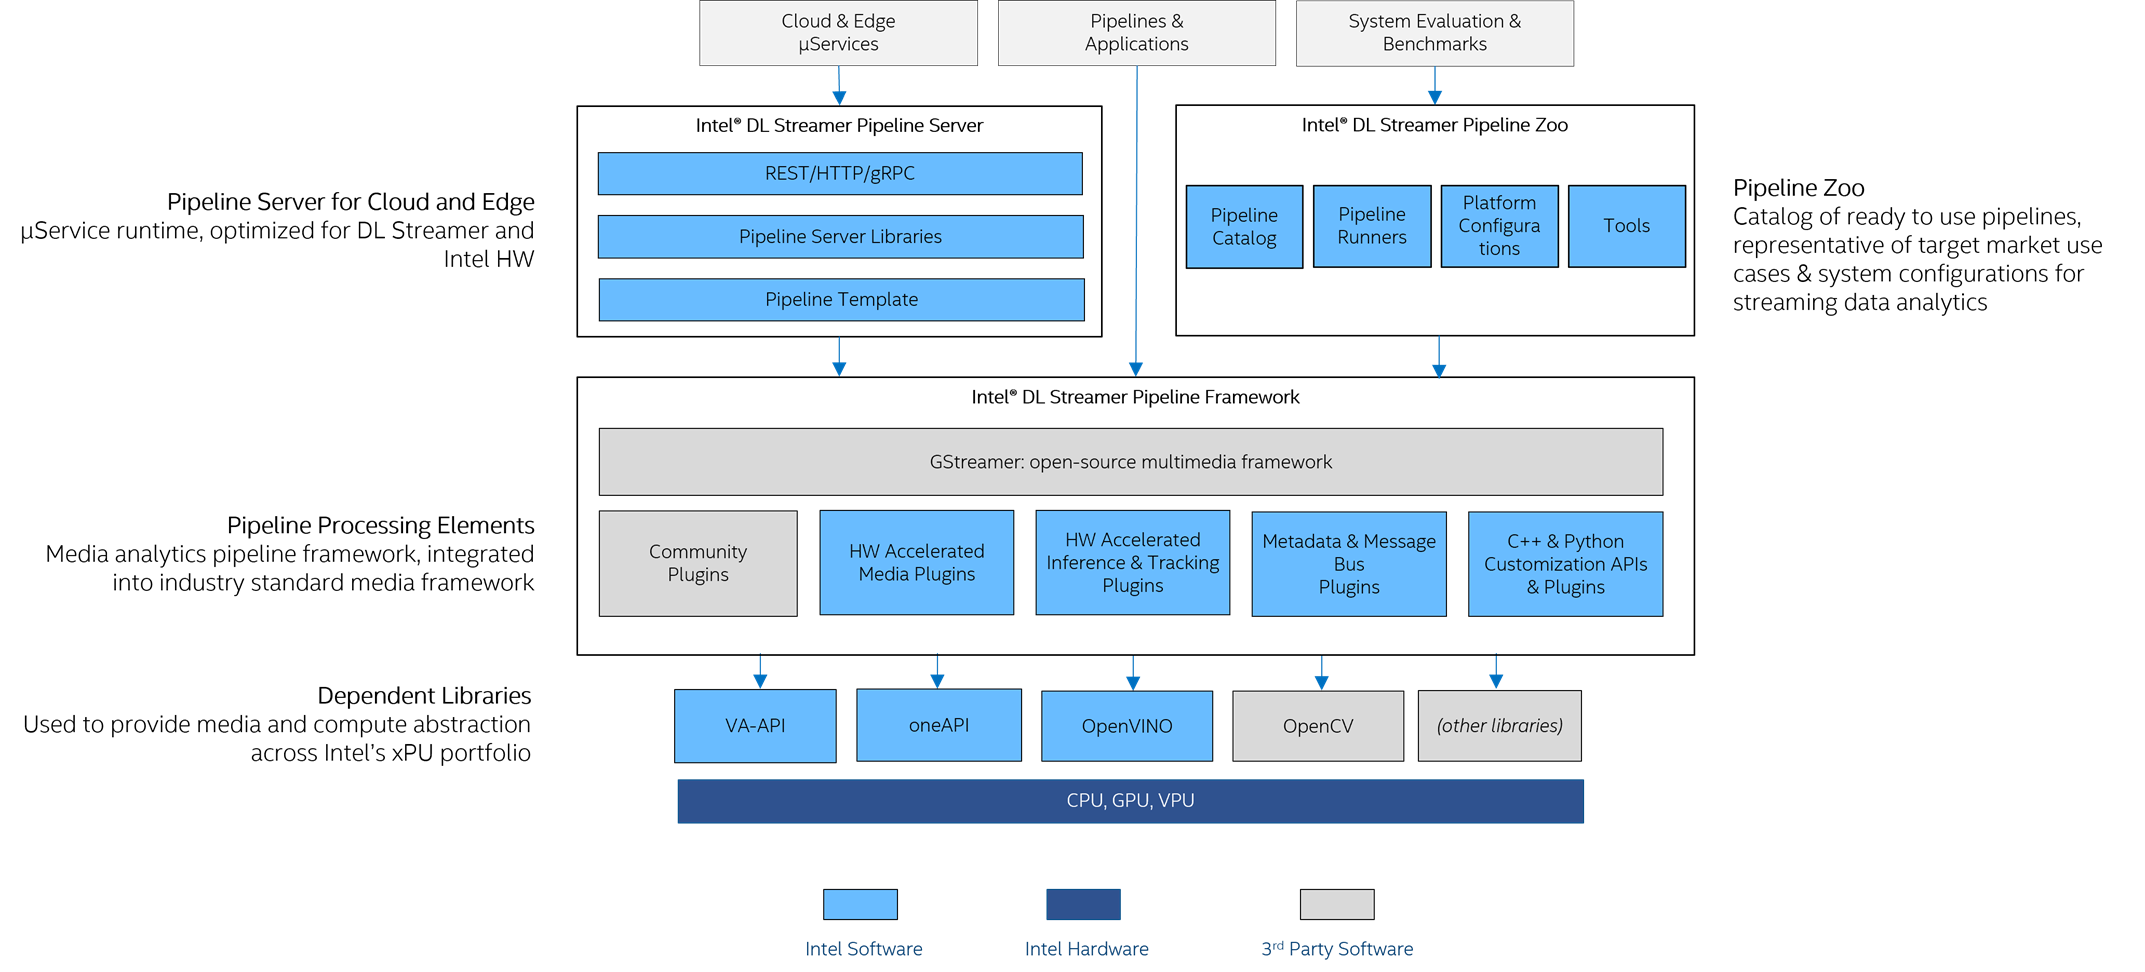 Cloud & Edge
µServices
Pipelines &
Applications
System Evaluation &
Benchmarks
Pipeline Server for Cloud and Edge
µService runtime, optimized for DL Streamer and
Intel HW
Intel® DL Streamer Pipeline Server
REST/HTTP/gRPC
Pipeline Server Libraries
Pipeline Template
Intel® DL Streamer Pipeline Zoo
Pipeline
Catalog
Pipeline
Runners
Platform
Configura
tions
Tools
Pipeline Zoo
Catalog of ready to use pipelines,
representative of target market use
cases & system configurations for
streaming data analytics
Pipeline Processing Elements
Media analytics pipeline framework, integrated
into industry standard media framework
Intel® DL Streamer Pipeline Framework
GStreamer: open-source multimedia framework
Community
Plugins
HW Accelerated
Media Plugins
HW Accelerated
Inference & Tracking
Plugins
Metadata & Message
Bus
Plugins
C++ & Python
Customization APIs
& Plugins
Dependent Libraries
Used to provide media and compute abstraction
across Intel’s xPU portfolio
VA-API
oneAPI
OpenVINO
OpenCV
(other libraries)
CPU, GPU, VPU
Intel Software
Intel Hardware
3rd Party Software